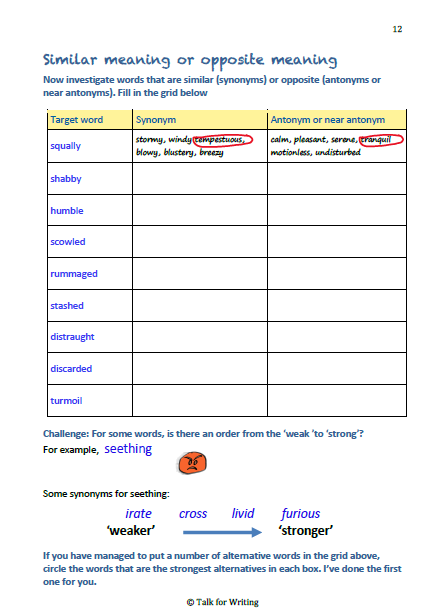 12
Similar meaning or opposite meaning
Now investigate words that are similar (synonyms) or opposite (antonyms or
near antonyms). Fill in the grid below
Target word Synonym Antonym or near antonym
squally stormy, windy tempestuous, calm, pleasant, serene, tranquil
blowy, blustery, breezy motionless, undisturbed
shabby
humble
scowled
rummaged
stashed
distraught
discarded
turmoil
Challenge: For some words, is there an order from the ‘weak ’to ‘strong’?
For example, seething
Some synonyms for seething:
irate cross livid furious
‘weaker’ ‘stronger’
If you have managed to put a number of alternative words in the grid above,
circle the words that are the strongest alternatives in each box. I’ve done the first
one for you.
© Talk for Writing